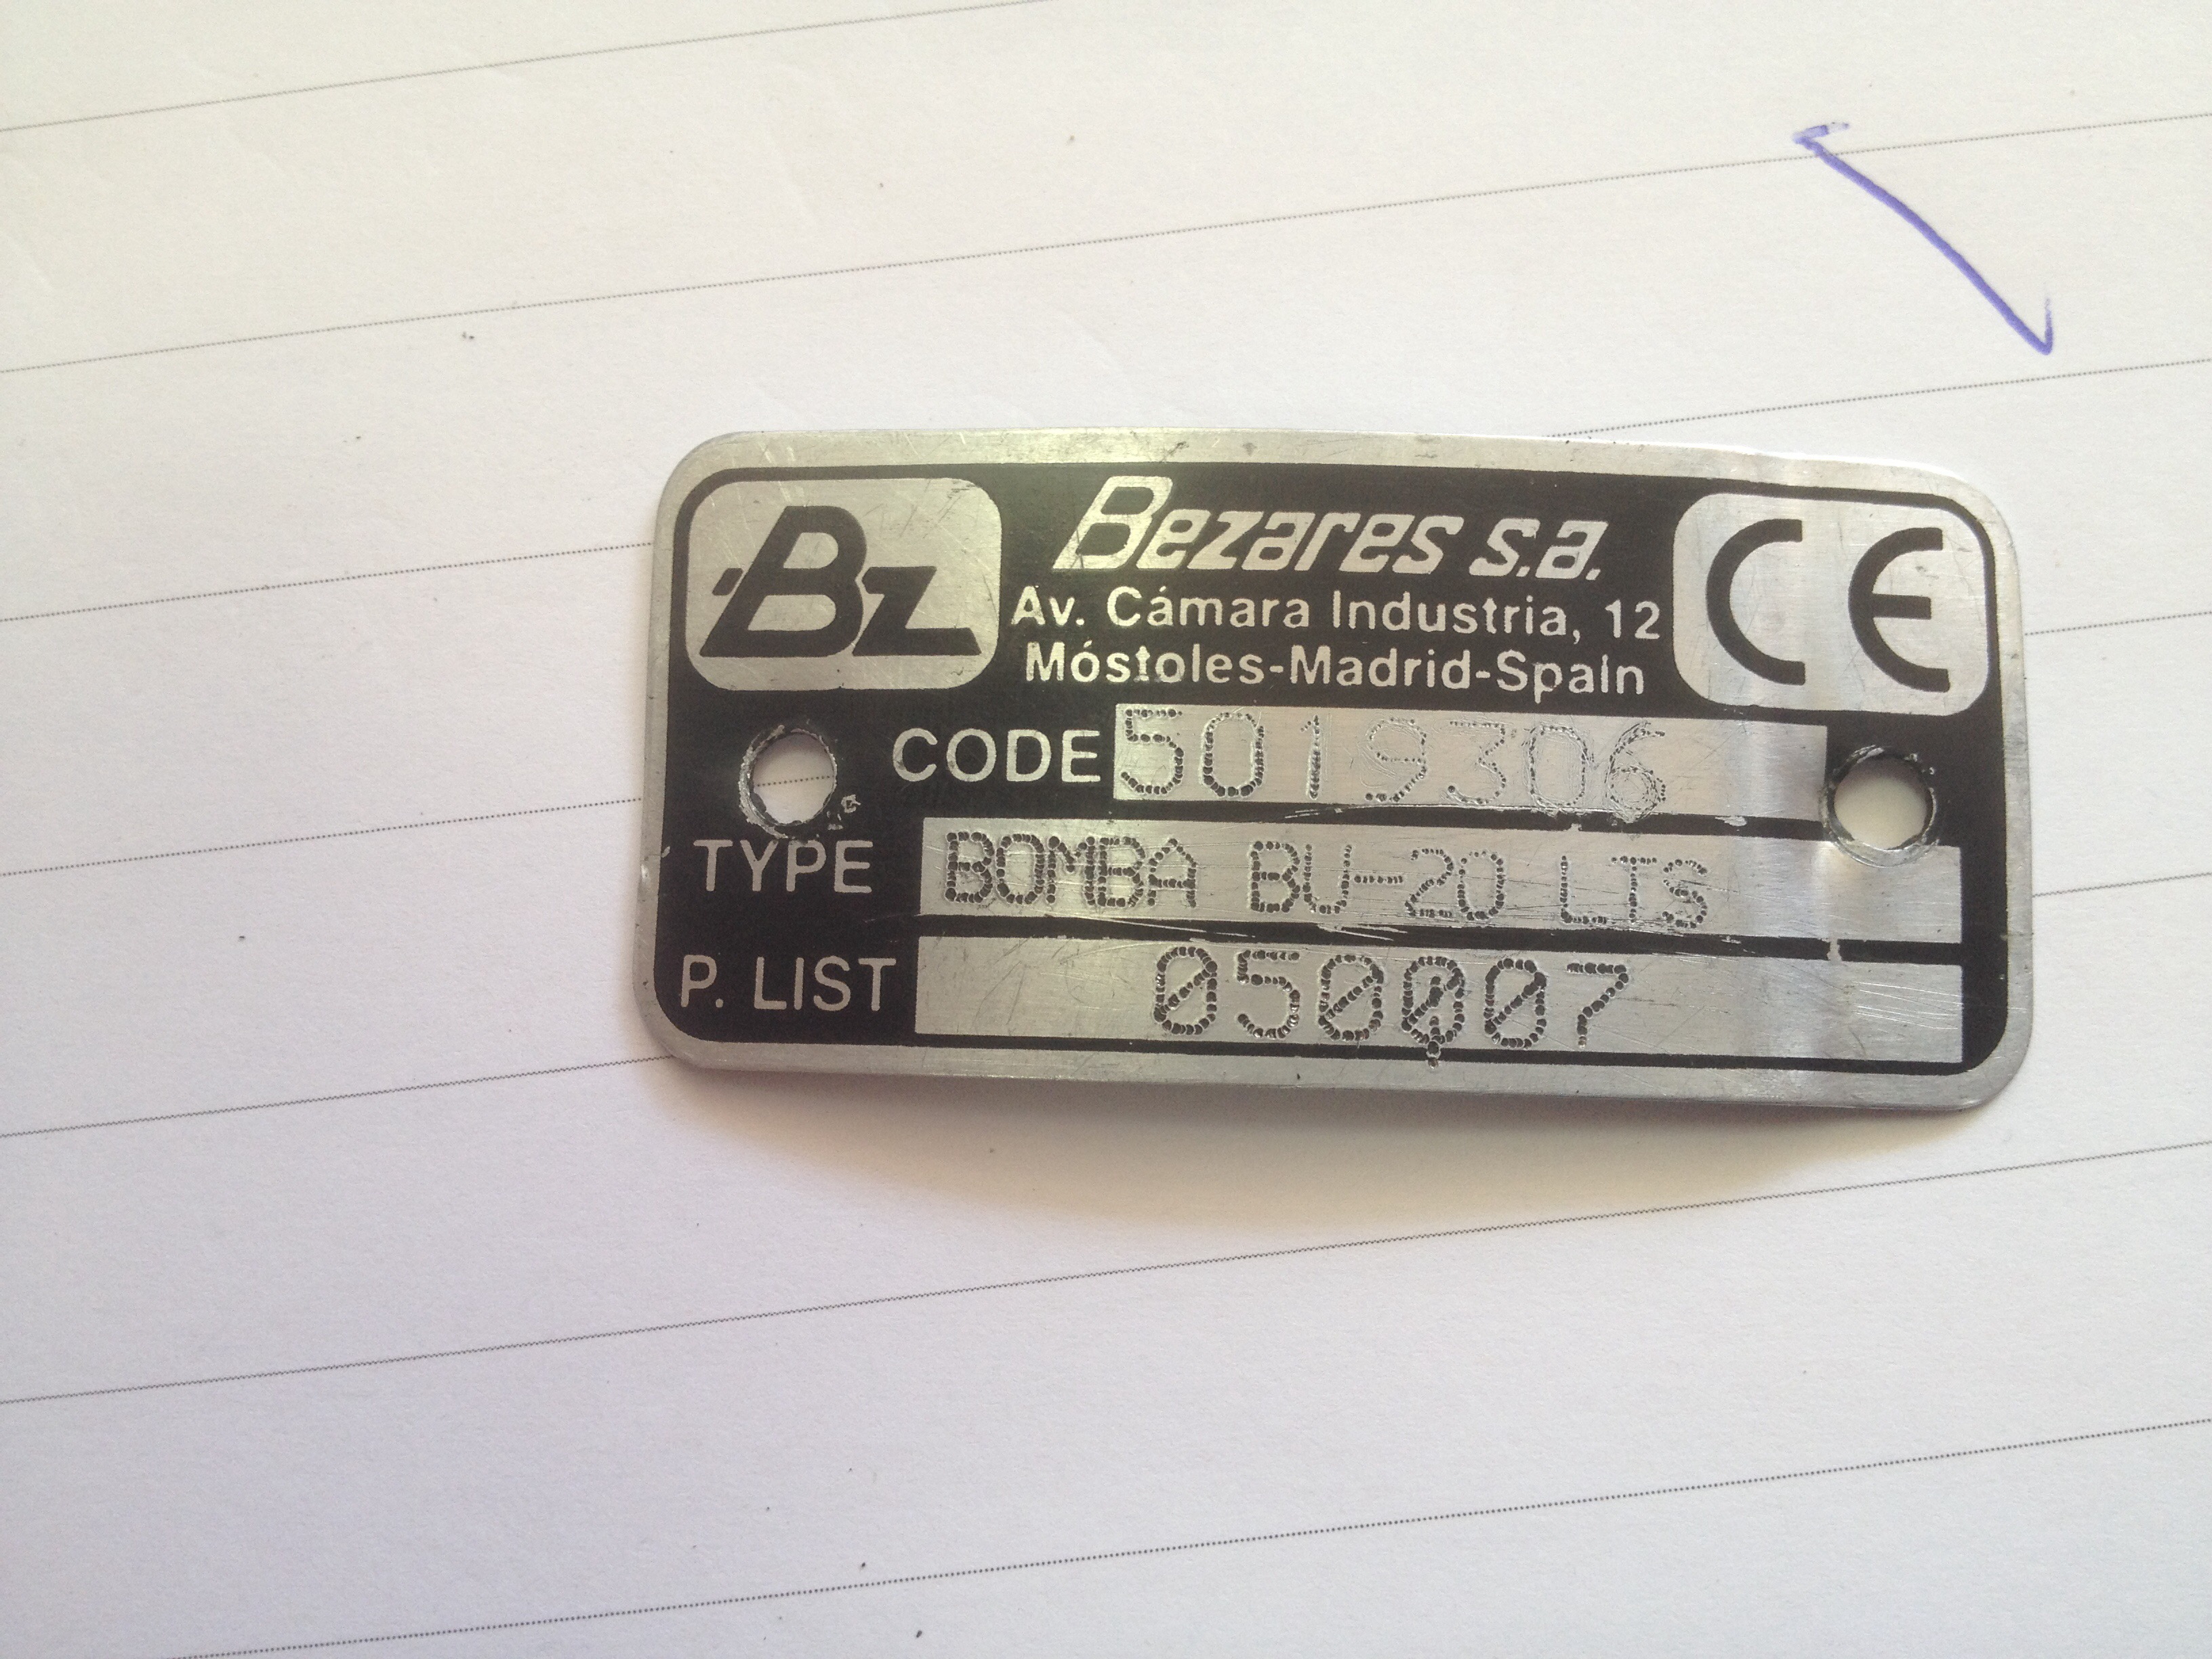 Bz
Bezares s.a.
CE
Av. Cámara Industria, 12
Móstoles-Madrid-Spain
CODE 5019306
TYPE BOMBA BU-20 LTS
P. LIST 050007